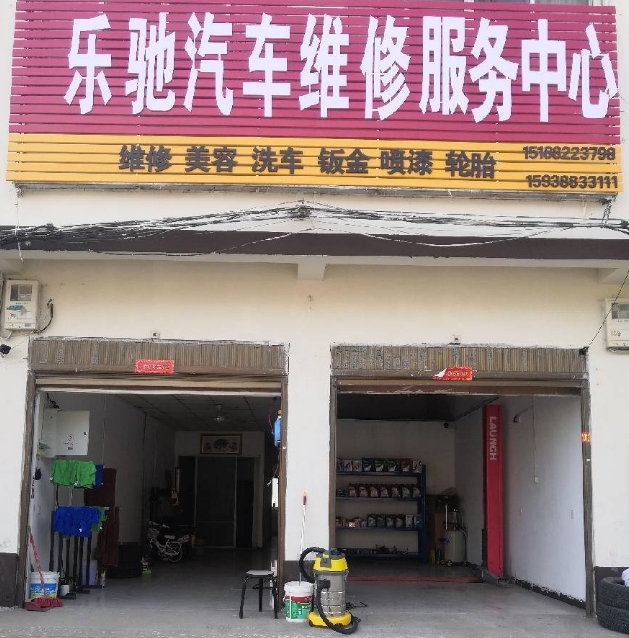 乐驰汽车维修服务中心
维修 美容 洗车 钣金 喷漆 轮胎
15188223798
15938833111
LAUNCH